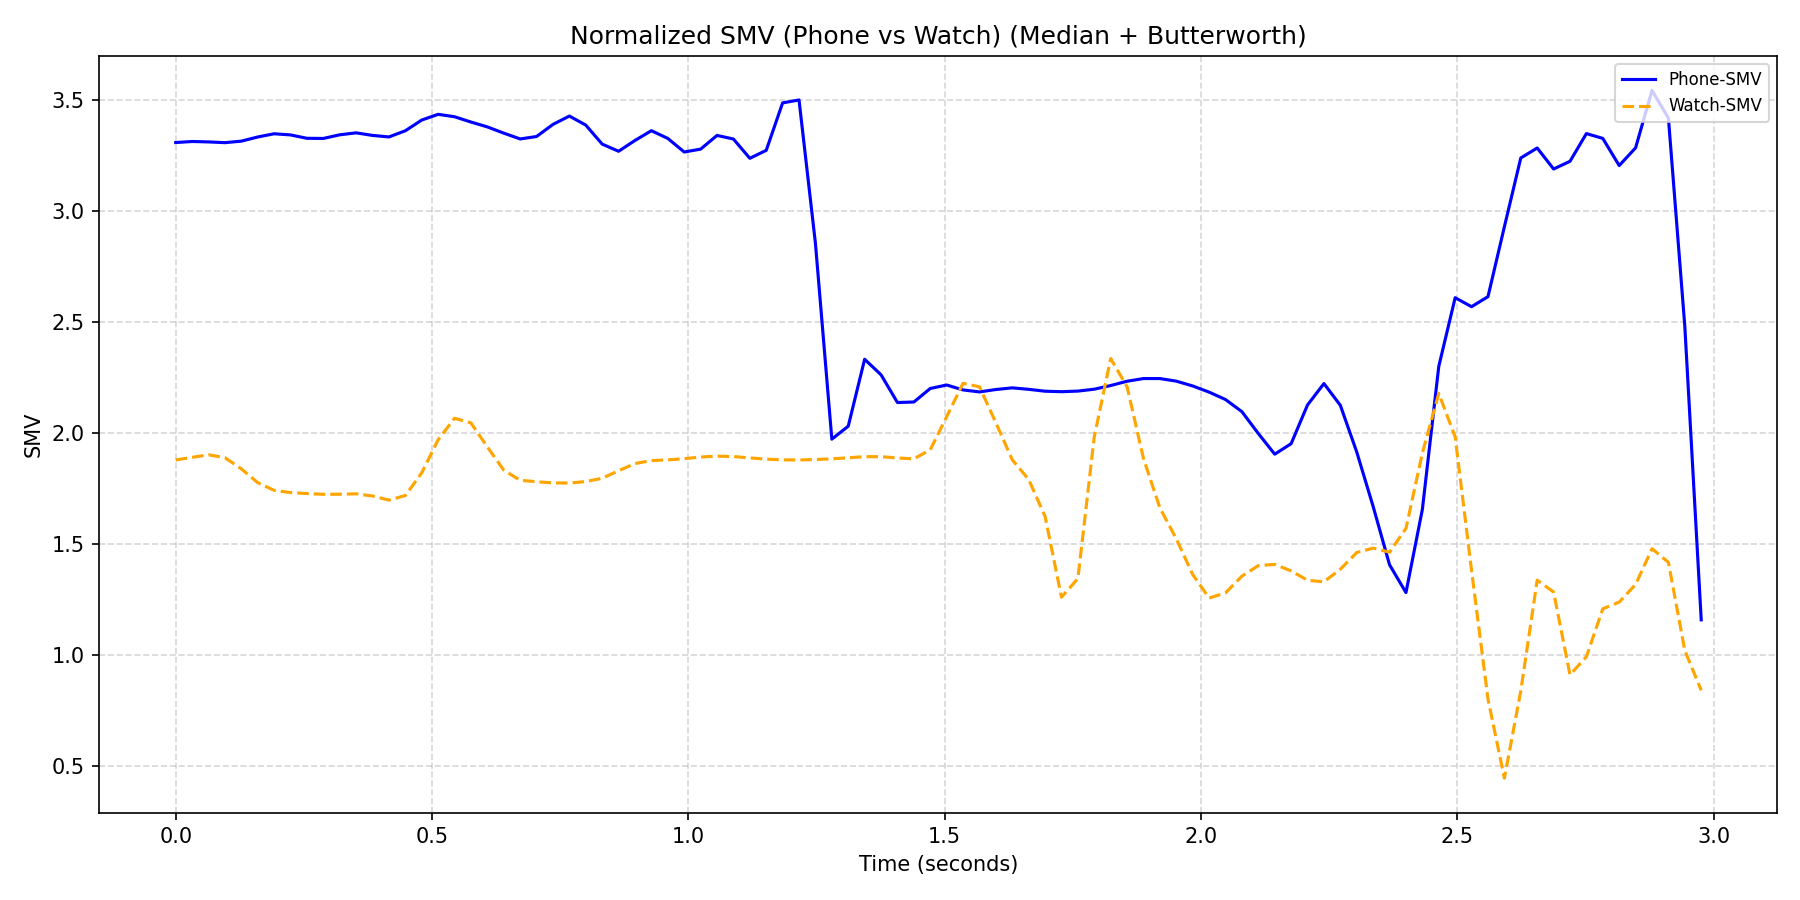 Normalized SMV (Phone vs Watch) (Median + Butterworth)
Phone-SMV
Watch-SMV
SMV
3.5
3.0
2.5
2.0
1.5
1.0
0.5
0.0 0.5 1.0 1.5 2.0 2.5 3.0
Time (seconds)